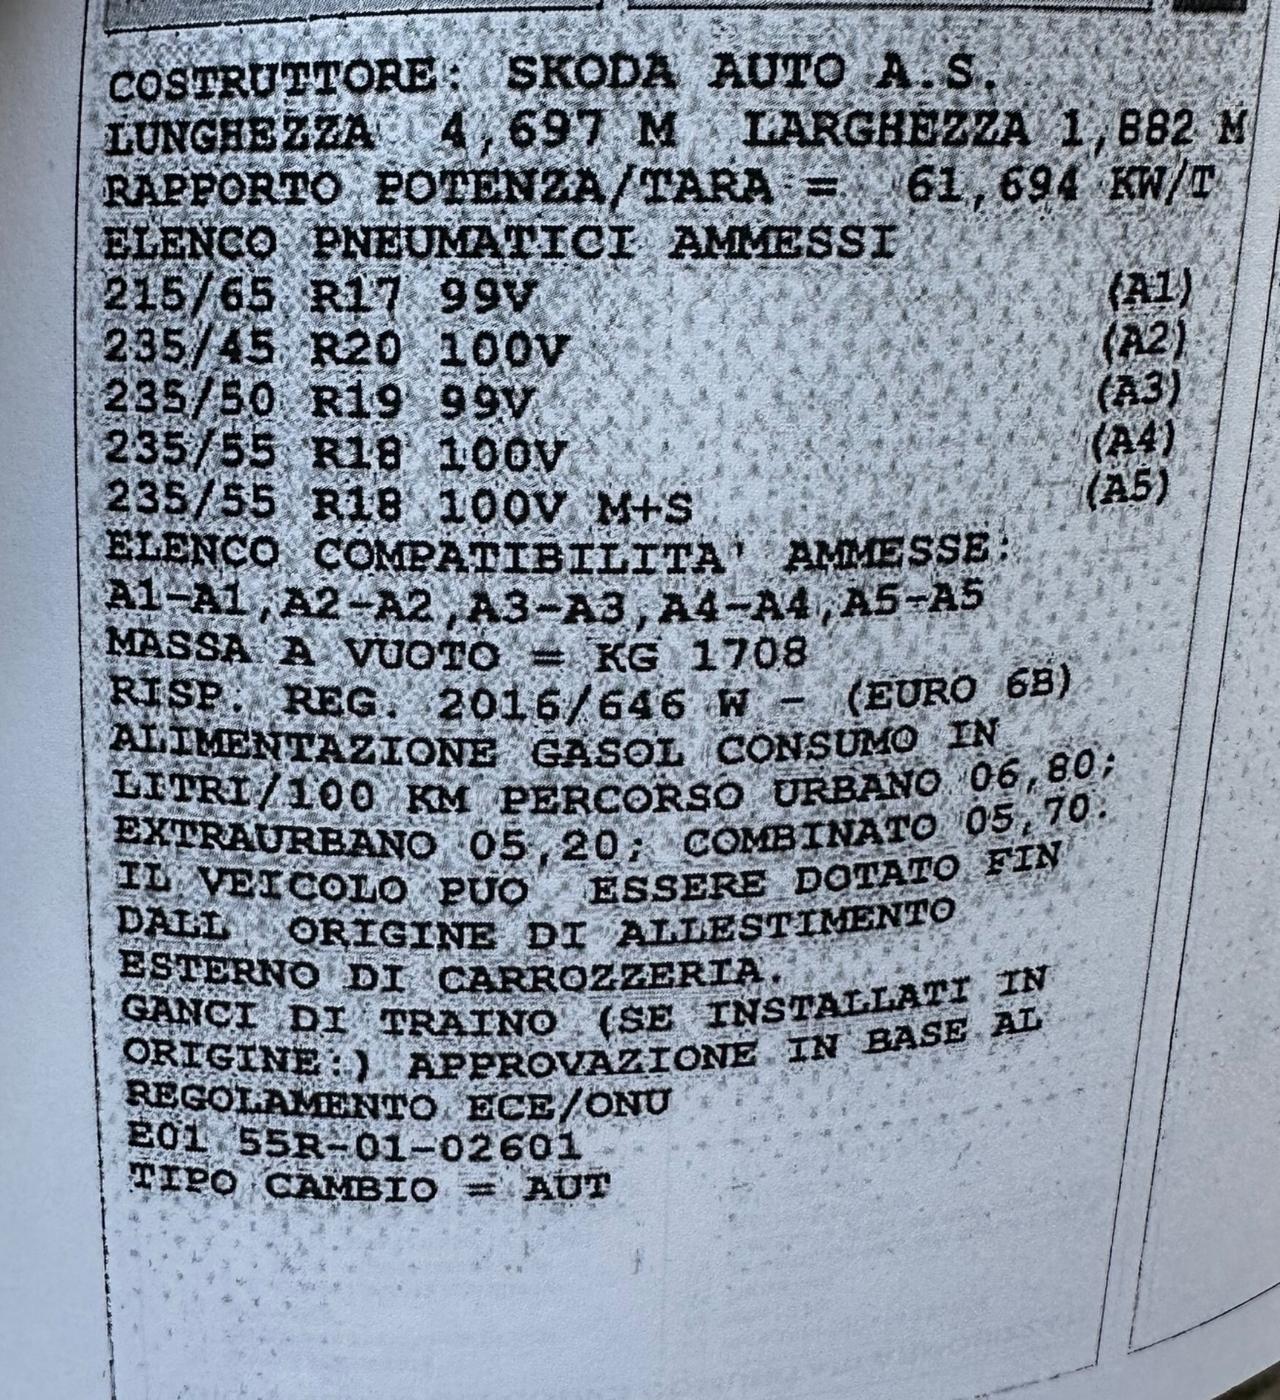 COSTRUTTORE: SKODA AUTO A.S.
LUNGHEZZA 4,697 M LARGHEZZA 1,882 M
RAPPORTO POTENZA/TARA = 61,694 KW/T
ELENCO PNEUMATICI AMMESSI
215/65 R17 99V (A1)
235/45 R20 100V (A2)
235/50 R19 99V (A3)
235/55 R18 100V (A4)
235/55 R18 100V M+S (A5)
ELENCO COMPATIBILITA' AMMESSE:
A1-A1,A2-A2,A3-A3,A4-A4,A5-A5
MASSA A VUOTO = KG 1708
RISP. REG. 2016/646 W - (EURO 6B)
ALIMENTAZIONE GASOL CONSUMO IN
LITRI/100 KM PERCORSO URBANO 06,80;
EXTRAURBANO 05,20; COMBINATO 05,70.
IL VEICOLO PUO ESSERE DOTATO FIN
DALL ORIGINE DI ALLESTIMENTO
ESTERNO DI CARROZZERIA.
GANCI DI TRAINO (SE INSTALLATI IN
ORIGINE:) APPROVAZIONE IN BASE AL
REGOLAMENTO ECE/ONU
E01 55R-01-02601
TIPO CAMBIO = AUT